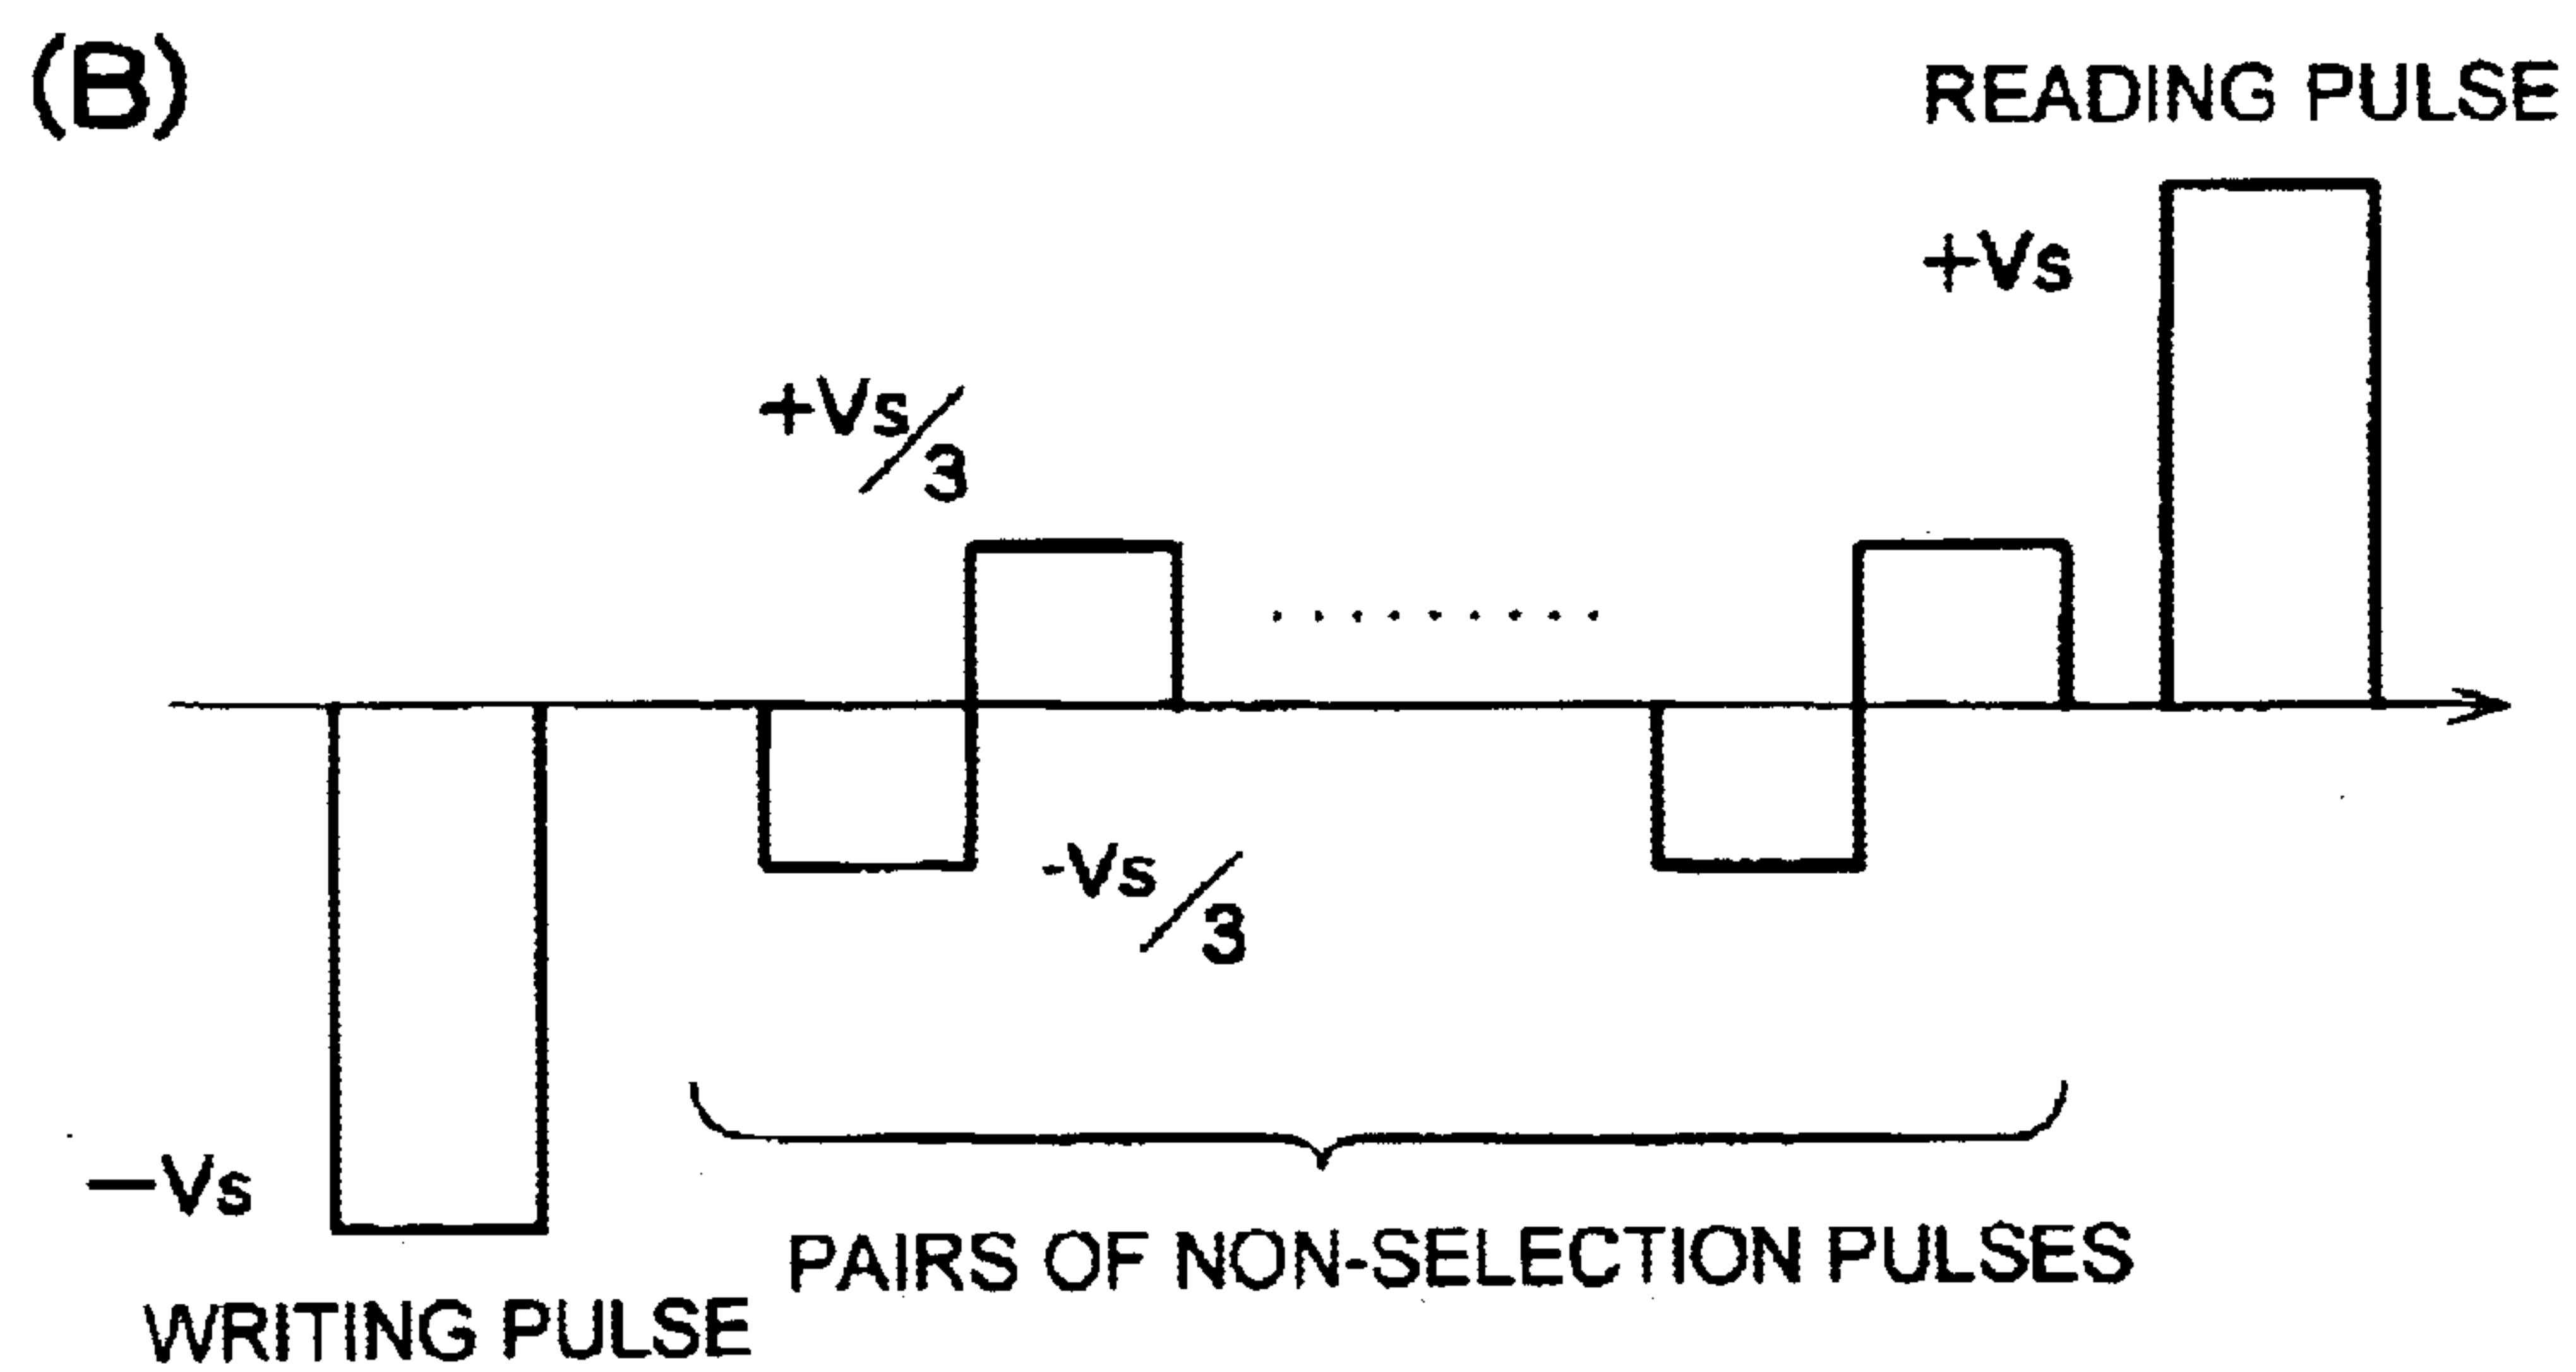 (B)
READING PULSE
+Vs
+Vs/3
-Vs/3
—Vs
PAIRS OF NON-SELECTION PULSES
WRITING PULSE